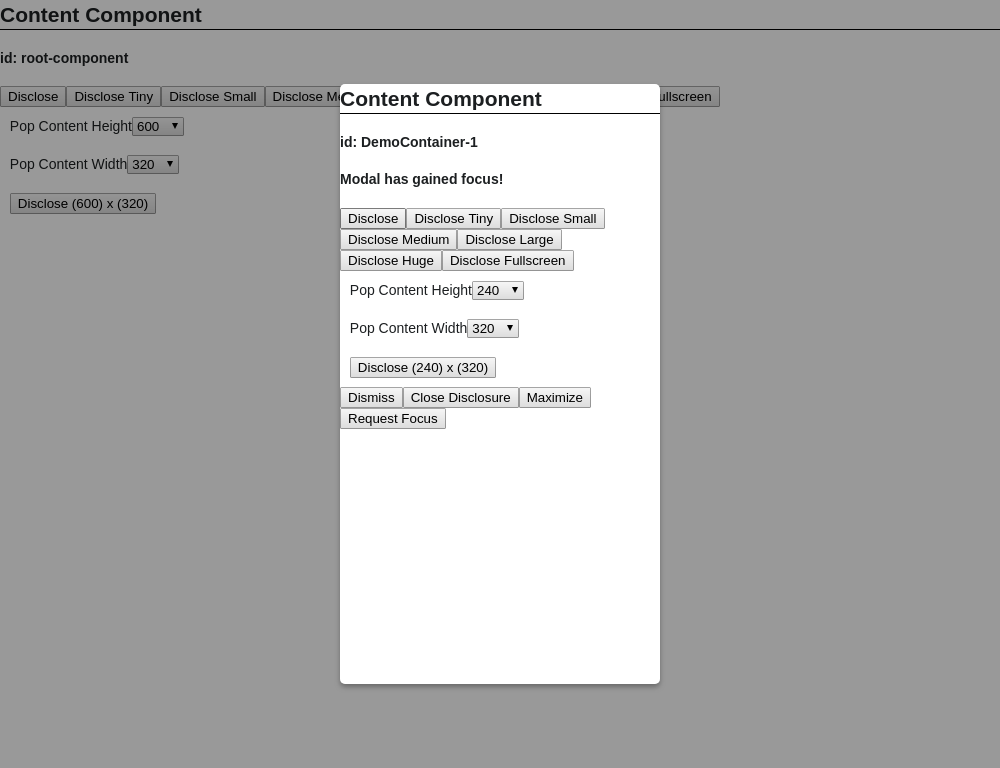 Content Component
id: root-component
Disclose Disclose Tiny Disclose Small Disclose
Pop Content Height 600
Pop Content Width 320
Disclose (600) x (320)
Content Component
id: DemoContainer-1
Modal has gained focus!
Disclose Disclose Tiny Disclose Small
Disclose Medium Disclose Large
Disclose Huge Disclose Fullscreen
Pop Content Height 240
Pop Content Width 320
Disclose (240) x (320)
Dismiss Close Disclosure Maximize
Request Focus